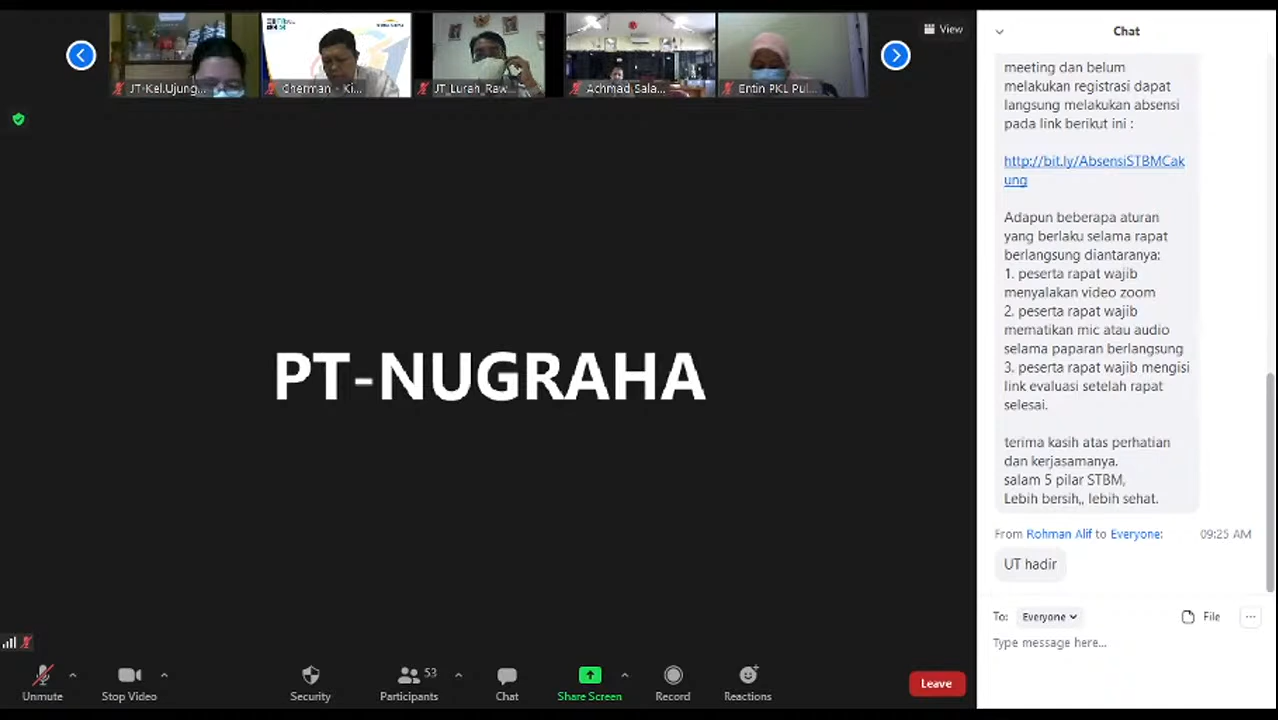 JT-Kel.Ujung...
Cherman - Ki...
JT_Lurah_Raw...
Achmad Sala...
Entin PKL Pul...
View
PT-NUGRAHA
Unmute
Stop Video
Security
53
Participants
Chat
Share Screen
Record
Reactions
Leave
Chat
meeting dan belum
melakukan registrasi dapat
langsung melakukan absensi
pada link berikut ini :
http://bit.ly/AbsensiSTBMCak
ung
Adapun beberapa aturan
yang berlaku selama rapat
berlangsung diantaranya:
1. peserta rapat wajib
menyalakan video zoom
2. peserta rapat wajib
mematikan mic atau audio
selama paparan berlangsung
3. peserta rapat wajib mengisi
link evaluasi setelah rapat
selesai.
terima kasih atas perhatian
dan kerjasamanya.
salam 5 pilar STBM,
Lebih bersih,, lebih sehat.
From Rohman Alif to Everyone:
09:25 AM
UT hadir
To:
Everyone
File
...
Type message here...